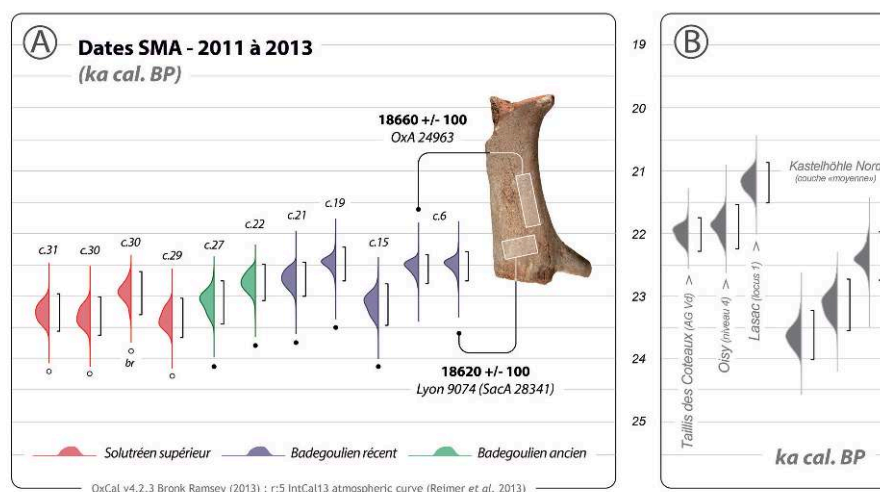 A
Dates SMA - 2011 à 2013
(ka cal. BP)
18660 +/- 100
OxA 24963
c.31
c.30
c.30
c.29
c.27
c.22
c.21
c.19
c.15
c.6
br
18620 +/- 100
Lyon 9074 (SacA 28341)
Solutréen supérieur
Badegoulien récent
Badegoulien ancien
OxCal v4.2.3 Bronk Ramsey (2013) ; r:5 IntCal13 atmospheric curve (Reimer et al. 2013)
19
20
21
22
23
24
25
B
Kastelhöhle Nord
(couche «moyenne»)
Taillis des Coteaux (AG Vd) >
Oisy (niveau 4) >
Lasac (locus 1) >
ka cal. BP